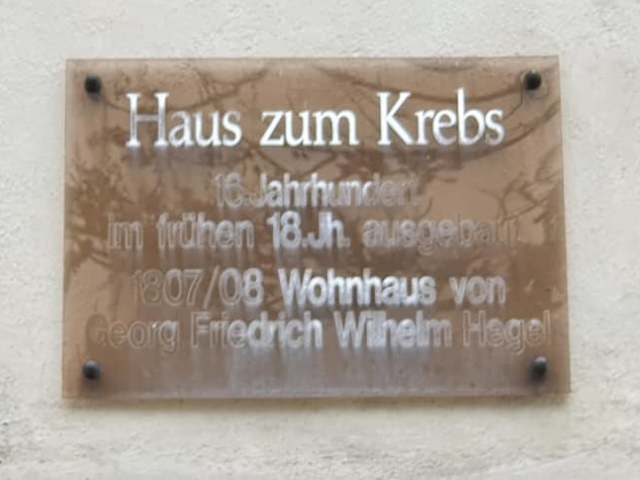 Haus zum Krebs
16.Jahrhundert
im frühen 18.Jh. ausgebaut
1807/08 Wohnhaus von
Georg Friedrich Wilhelm Hegel